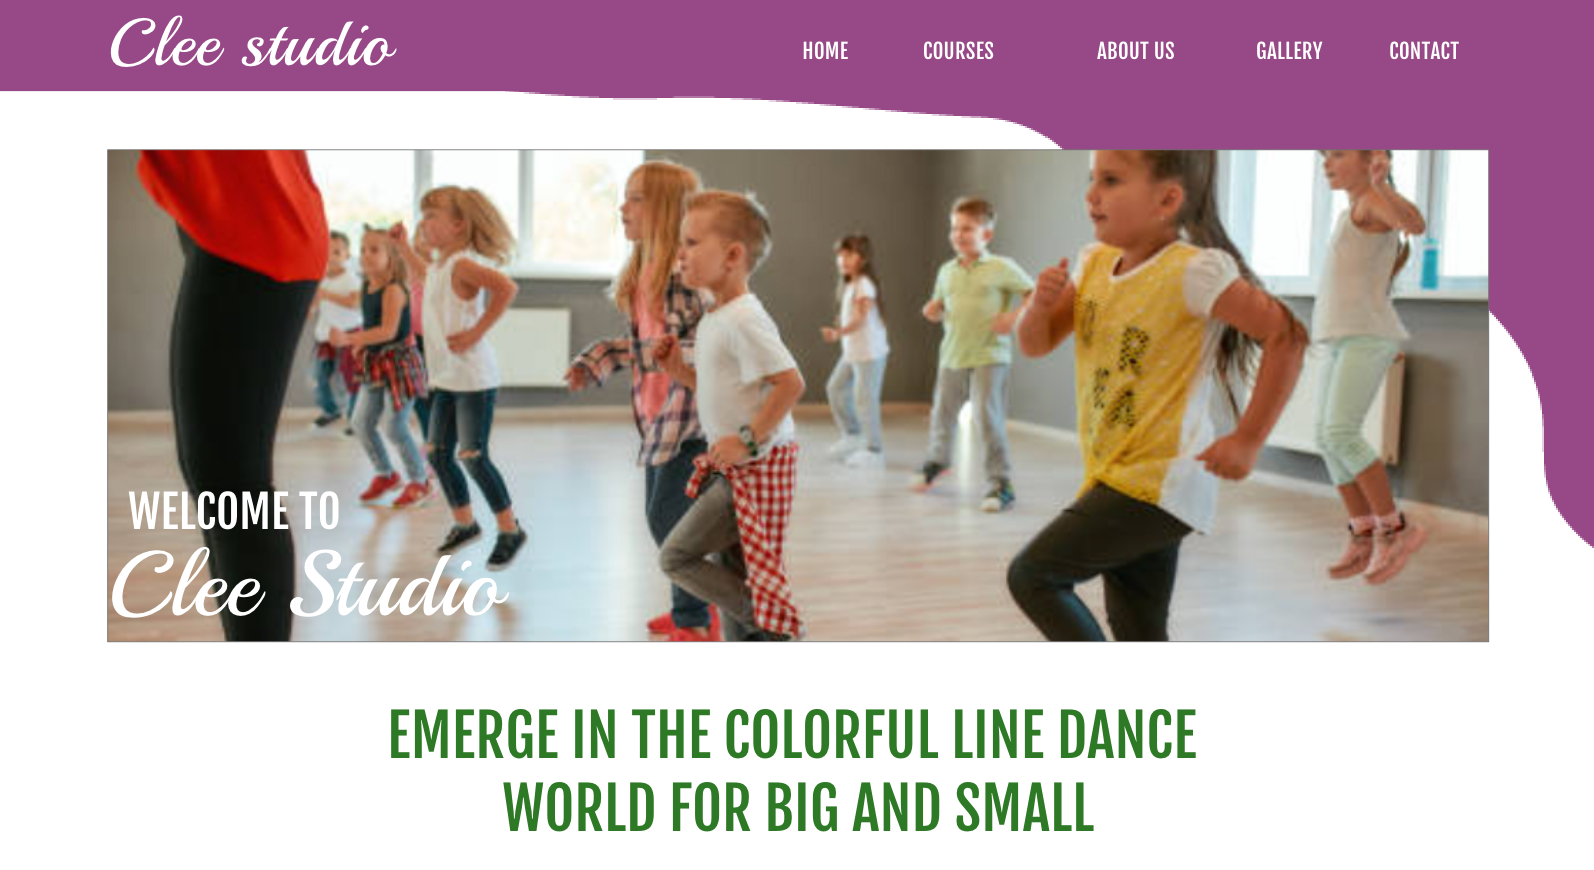 Clee studio
HOME COURSES ABOUT US GALLERY CONTACT
WELCOME TO
Clee Studio
EMERGE IN THE COLORFUL LINE DANCE
WORLD FOR BIG AND SMALL